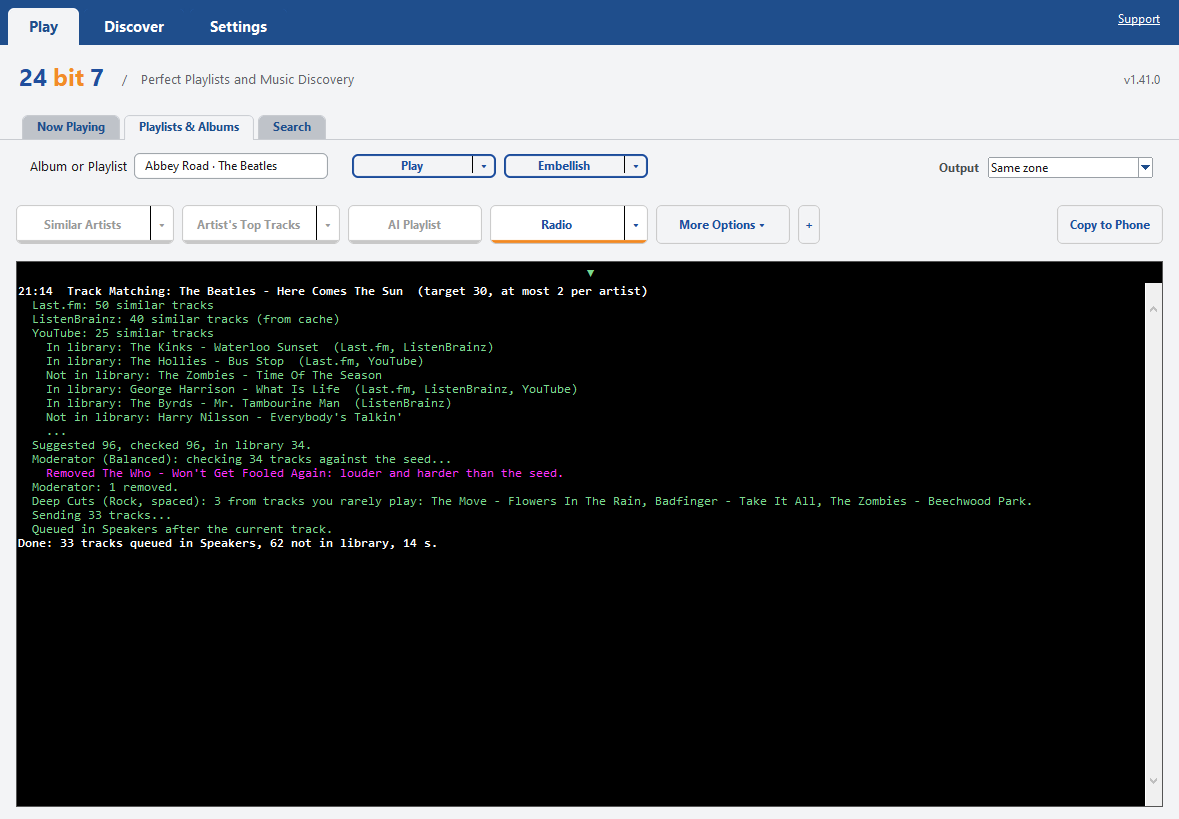 Play Discover Settings Support
24 bit 7 / Perfect Playlists and Music Discovery v1.41.0
Now Playing Playlists & Albums Search
Album or Playlist Abbey Road · The Beatles Play Embellish Output Same zone
Similar Artists Artist's Top Tracks AI Playlist Radio More Options + Copy to Phone
21:14  Track Matching: The Beatles - Here Comes The Sun  (target 30, at most 2 per artist)
Last.fm: 50 similar tracks
ListenBrainz: 40 similar tracks (from cache)
YouTube: 25 similar tracks
In library: The Kinks - Waterloo Sunset  (Last.fm, ListenBrainz)
In library: The Hollies - Bus Stop  (Last.fm, YouTube)
Not in library: The Zombies - Time Of The Season
In library: George Harrison - What Is Life  (Last.fm, ListenBrainz, YouTube)
In library: The Byrds - Mr. Tambourine Man  (ListenBrainz)
Not in library: Harry Nilsson - Everybody's Talkin'
...
Suggested 96, checked 96, in library 34.
Moderator (Balanced): checking 34 tracks against the seed...
Removed The Who - Won't Get Fooled Again: louder and harder than the seed.
Moderator: 1 removed.
Deep Cuts (Rock, spaced): 3 from tracks you rarely play: The Move - Flowers In The Rain, Badfinger - Take It All, The Zombies - Beechwood Park.
Sending 33 tracks...
Queued in Speakers after the current track.
Done: 33 tracks queued in Speakers, 62 not in library, 14 s.